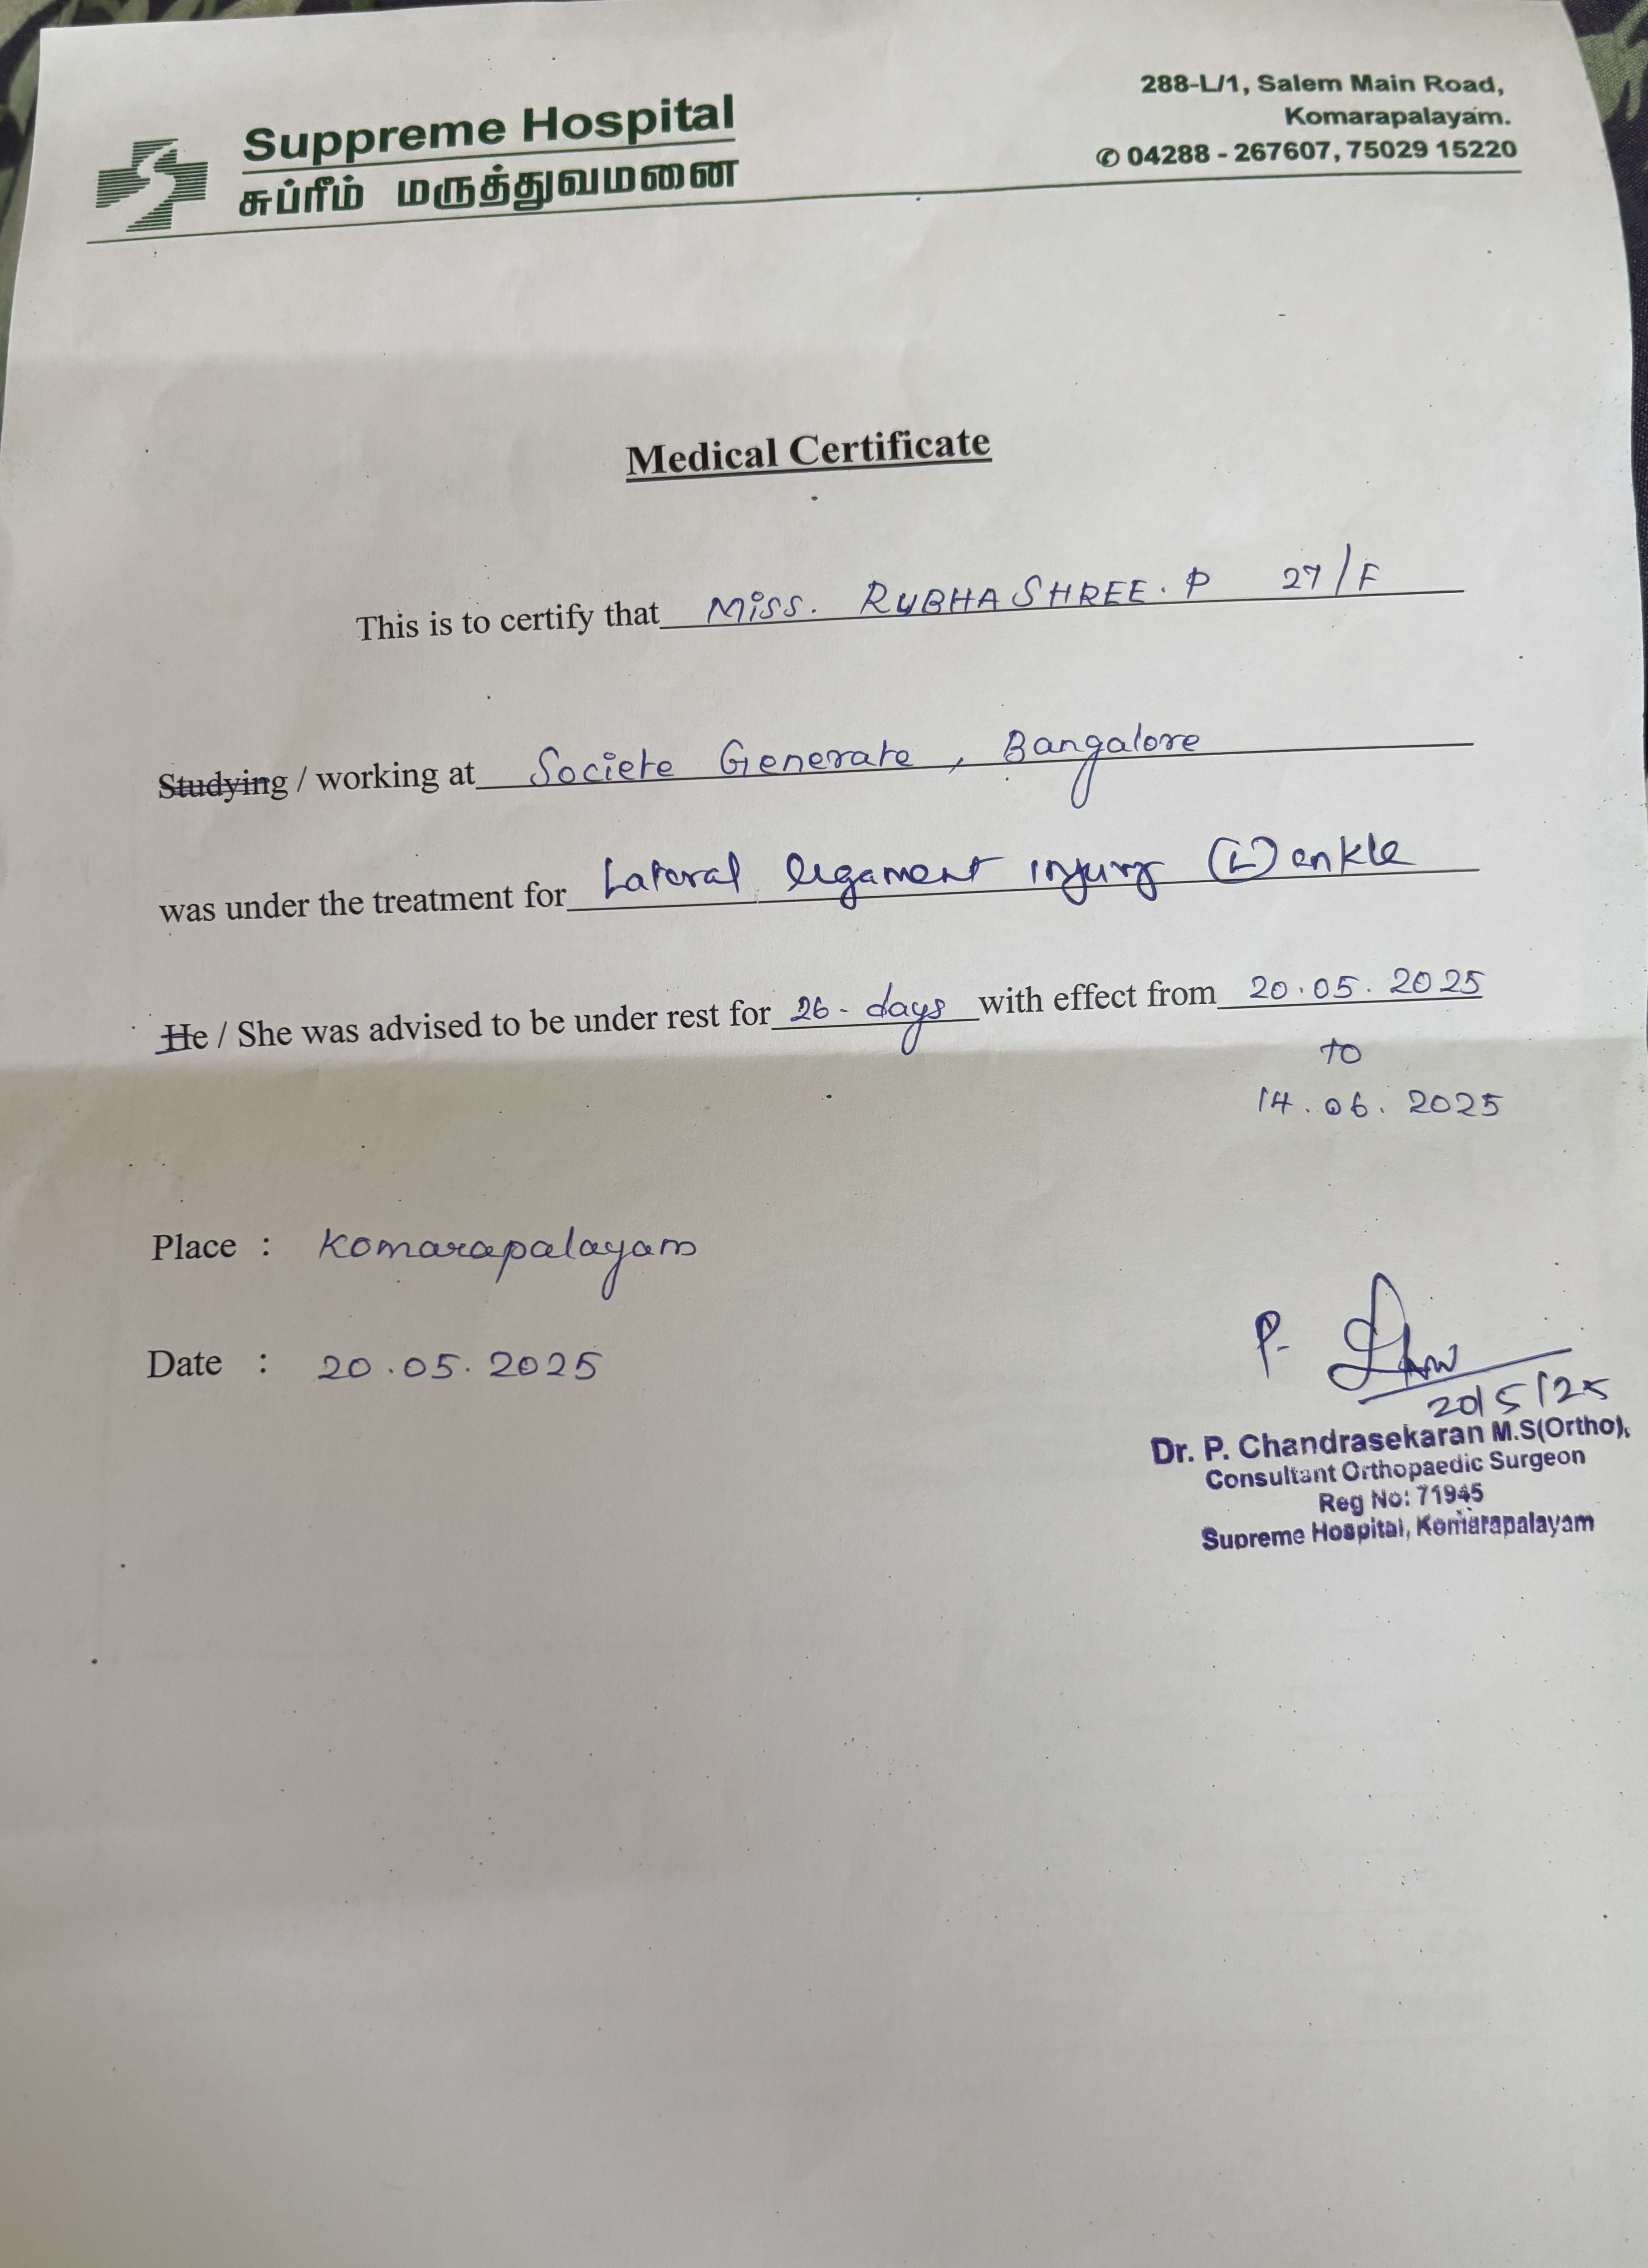 Suppreme Hospital
சுப்ரீம் மருத்துவமனை
288-L/1, Salem Main Road,
Komarapalayam.
✆ 04288 - 267607, 75029 15220
Medical Certificate
This is to certify that Miss. RUBHASHREE. P 27/F
Studying / working at Societe Generate, Bangalore
was under the treatment for Lateral ligament injury (L) ankle
He / She was advised to be under rest for 26- days with effect from 20.05.2025
to
14.06.2025
Place : Komarapalayam
Date : 20.05.2025
P.
20/5/25
Dr. P. Chandrasekaran M.S(Ortho),
Consultant Orthopaedic Surgeon
Reg No: 71945
Supreme Hospital, Komarapalayam